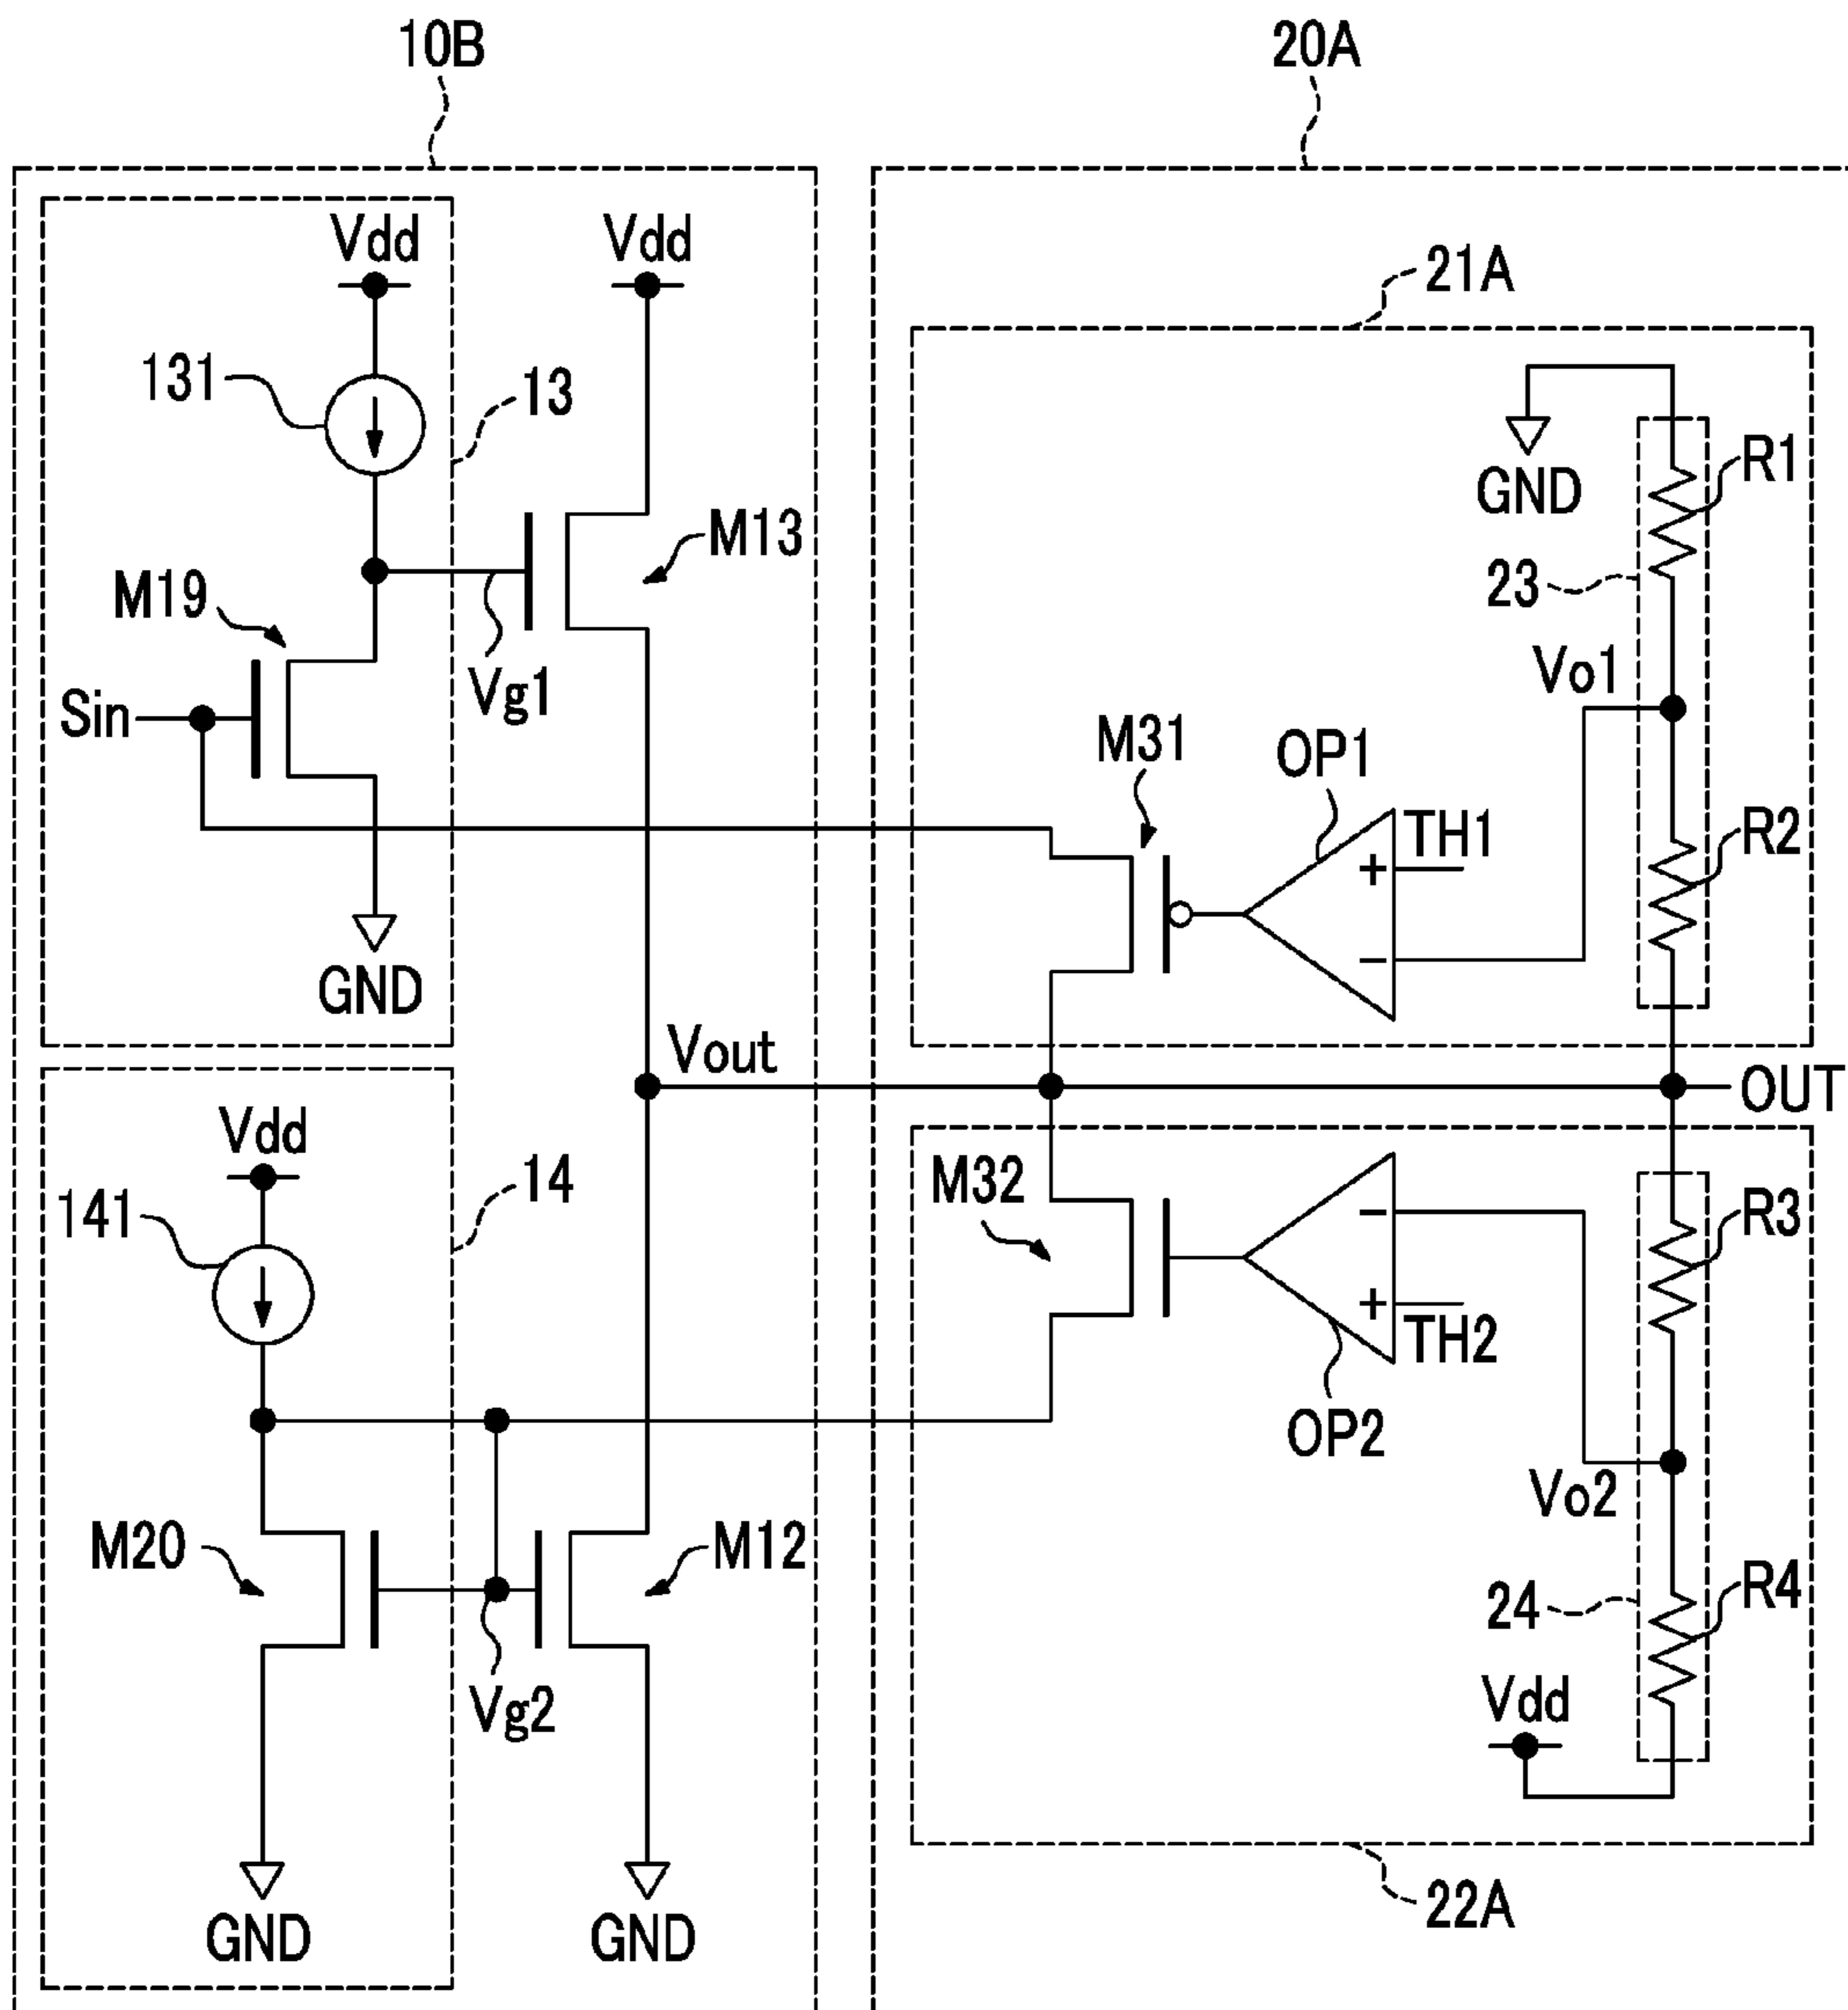 10B
20A
Vdd
Vdd
21A
131
13
R1
GND
M13
23
M19
Vo1
Vg1
Sin
M31
OP1
TH1
+
R2
−
GND
Vout
OUT
Vdd
14
M32
−
R3
141
+
TH2
OP2
Vo2
M20
M12
24
R4
Vg2
Vdd
22A
GND
GND